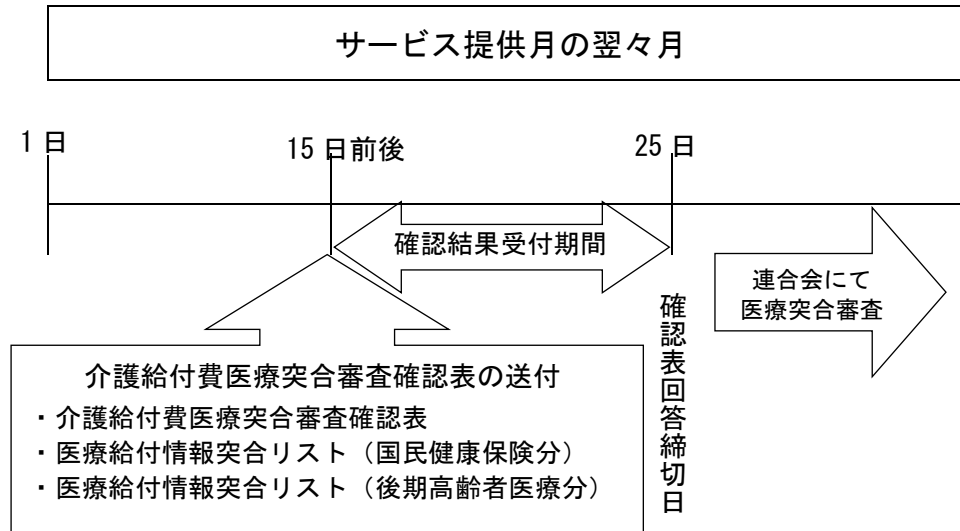 サービス提供月の翌々月
1 日
15 日前後
25 日
確認結果受付期間
連合会にて
医療突合審査
確認表回答締切日
介護給付費医療突合審査確認表の送付
・介護給付費医療突合審査確認表
・医療給付情報突合リスト（国民健康保険分）
・医療給付情報突合リスト（後期高齢者医療分）